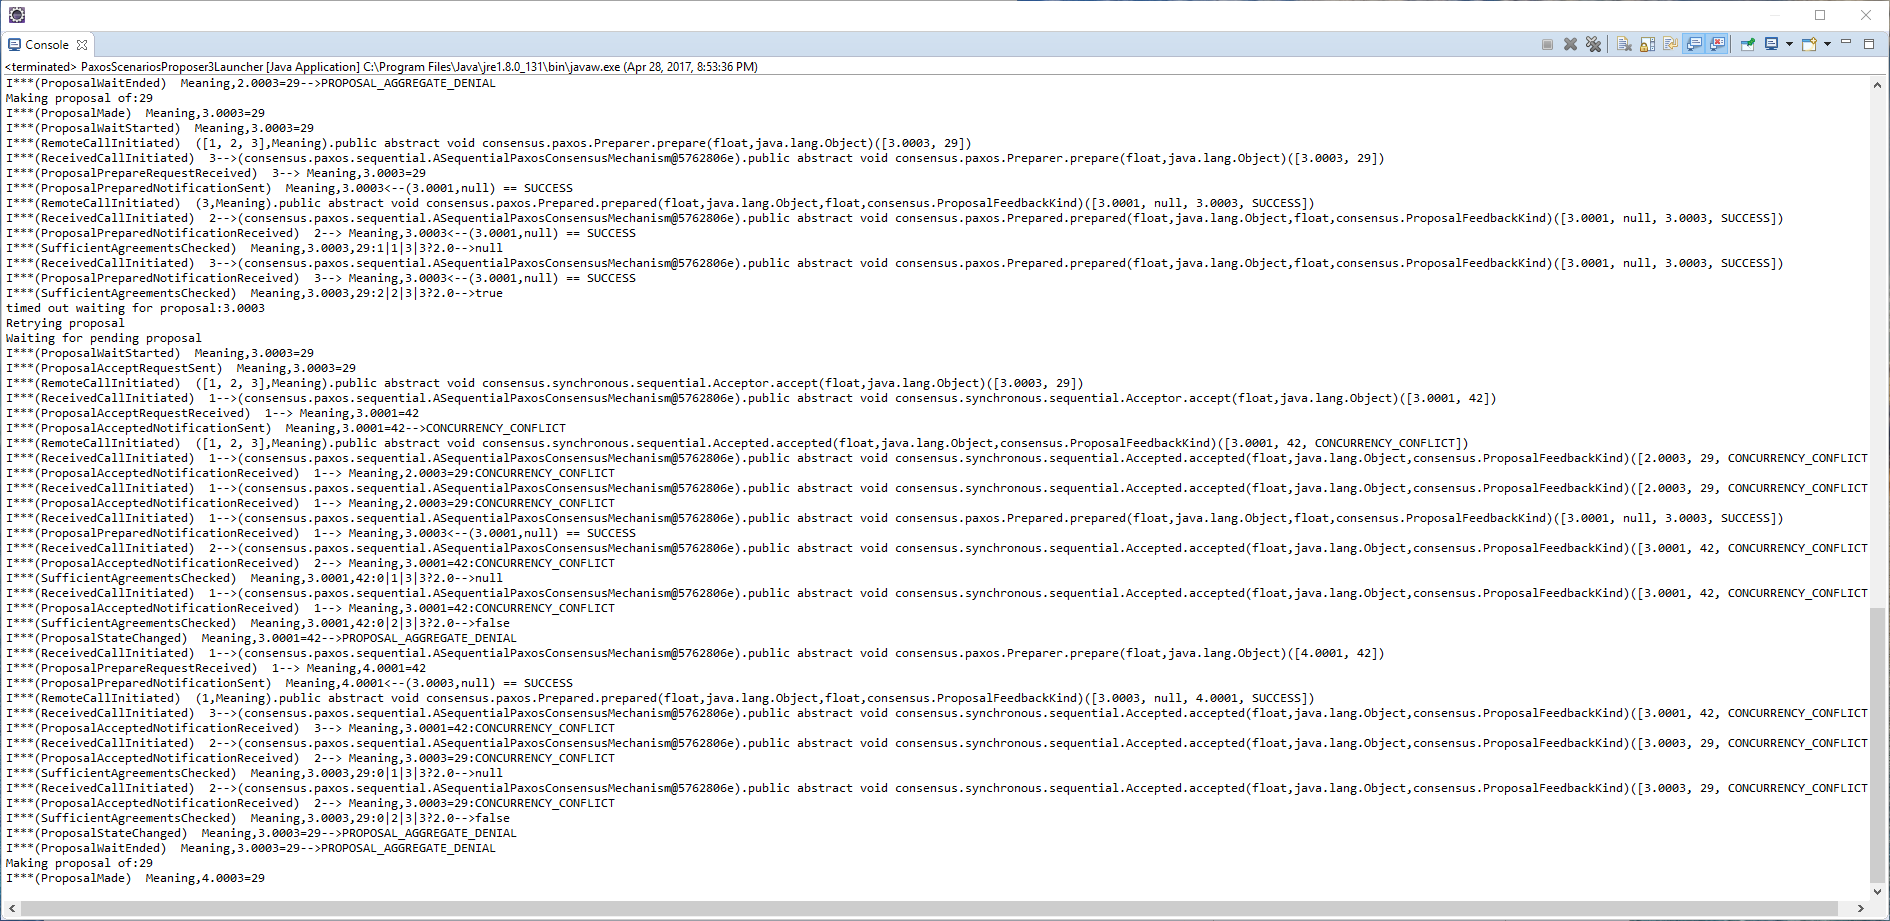 Console
<terminated> PaxosScenariosProposer3Launcher [Java Application] C:\Program Files\Java\jre1.8.0_131\bin\javaw.exe (Apr 28, 2017, 8:53:36 PM)
I***(ProposalWaitEnded)  Meaning,2.0003=29-->PROPOSAL_AGGREGATE_DENIAL
Making proposal of:29
I***(ProposalMade)  Meaning,3.0003=29
I***(ProposalWaitStarted)  Meaning,3.0003=29
I***(RemoteCallInitiated)  ([1, 2, 3],Meaning).public abstract void consensus.paxos.Preparer.prepare(float,java.lang.Object)([3.0003, 29])
I***(ReceivedCallInitiated)  3-->(consensus.paxos.sequential.ASequentialPaxosConsensusMechanism@5762806e).public abstract void consensus.paxos.Preparer.prepare(float,java.lang.Object)([3.0003, 29])
I***(ProposalPrepareRequestReceived)  3--> Meaning,3.0003=29
I***(ProposalPreparedNotificationSent)  Meaning,3.0003<--(3.0001,null) == SUCCESS
I***(RemoteCallInitiated)  (3,Meaning).public abstract void consensus.paxos.Prepared.prepared(float,java.lang.Object,float,consensus.ProposalFeedbackKind)([3.0001, null, 3.0003, SUCCESS])
I***(ReceivedCallInitiated)  2-->(consensus.paxos.sequential.ASequentialPaxosConsensusMechanism@5762806e).public abstract void consensus.paxos.Prepared.prepared(float,java.lang.Object,float,consensus.ProposalFeedbackKind)([3.0001, null, 3.0003, SUCCESS])
I***(ProposalPreparedNotificationReceived)  2--> Meaning,3.0003<--(3.0001,null) == SUCCESS
I***(SufficientAgreementsChecked)  Meaning,3.0003,29:1|1|3|3?2.0-->null
I***(ReceivedCallInitiated)  3-->(consensus.paxos.sequential.ASequentialPaxosConsensusMechanism@5762806e).public abstract void consensus.paxos.Prepared.prepared(float,java.lang.Object,float,consensus.ProposalFeedbackKind)([3.0001, null, 3.0003, SUCCESS])
I***(ProposalPreparedNotificationReceived)  3--> Meaning,3.0003<--(3.0001,null) == SUCCESS
I***(SufficientAgreementsChecked)  Meaning,3.0003,29:2|2|3|3?2.0-->true
timed out waiting for proposal:3.0003
Retrying proposal
Waiting for pending proposal
I***(ProposalWaitStarted)  Meaning,3.0003=29
I***(ProposalAcceptRequestSent)  Meaning,3.0003=29
I***(RemoteCallInitiated)  ([1, 2, 3],Meaning).public abstract void consensus.synchronous.sequential.Acceptor.accept(float,java.lang.Object)([3.0003, 29])
I***(ReceivedCallInitiated)  1-->(consensus.paxos.sequential.ASequentialPaxosConsensusMechanism@5762806e).public abstract void consensus.synchronous.sequential.Acceptor.accept(float,java.lang.Object)([3.0001, 42])
I***(ProposalAcceptRequestReceived)  1--> Meaning,3.0001=42
I***(ProposalAcceptedNotificationSent)  Meaning,3.0001=42-->CONCURRENCY_CONFLICT
I***(RemoteCallInitiated)  ([1, 2, 3],Meaning).public abstract void consensus.synchronous.sequential.Accepted.accepted(float,java.lang.Object,consensus.ProposalFeedbackKind)([3.0001, 42, CONCURRENCY_CONFLICT])
I***(ReceivedCallInitiated)  1-->(consensus.paxos.sequential.ASequentialPaxosConsensusMechanism@5762806e).public abstract void consensus.synchronous.sequential.Accepted.accepted(float,java.lang.Object,consensus.ProposalFeedbackKind)([2.0003, 29, CONCURRENCY_CONFLICT
I***(ProposalAcceptedNotificationReceived)  1--> Meaning,2.0003=29:CONCURRENCY_CONFLICT
I***(ReceivedCallInitiated)  1-->(consensus.paxos.sequential.ASequentialPaxosConsensusMechanism@5762806e).public abstract void consensus.synchronous.sequential.Accepted.accepted(float,java.lang.Object,consensus.ProposalFeedbackKind)([2.0003, 29, CONCURRENCY_CONFLICT
I***(ProposalAcceptedNotificationReceived)  1--> Meaning,2.0003=29:CONCURRENCY_CONFLICT
I***(ReceivedCallInitiated)  1-->(consensus.paxos.sequential.ASequentialPaxosConsensusMechanism@5762806e).public abstract void consensus.paxos.Prepared.prepared(float,java.lang.Object,float,consensus.ProposalFeedbackKind)([3.0001, null, 3.0003, SUCCESS])
I***(ProposalPreparedNotificationReceived)  1--> Meaning,3.0003<--(3.0001,null) == SUCCESS
I***(ReceivedCallInitiated)  2-->(consensus.paxos.sequential.ASequentialPaxosConsensusMechanism@5762806e).public abstract void consensus.synchronous.sequential.Accepted.accepted(float,java.lang.Object,consensus.ProposalFeedbackKind)([3.0001, 42, CONCURRENCY_CONFLICT
I***(ProposalAcceptedNotificationReceived)  2--> Meaning,3.0001=42:CONCURRENCY_CONFLICT
I***(SufficientAgreementsChecked)  Meaning,3.0001,42:0|1|3|3?2.0-->null
I***(ReceivedCallInitiated)  1-->(consensus.paxos.sequential.ASequentialPaxosConsensusMechanism@5762806e).public abstract void consensus.synchronous.sequential.Accepted.accepted(float,java.lang.Object,consensus.ProposalFeedbackKind)([3.0001, 42, CONCURRENCY_CONFLICT
I***(ProposalAcceptedNotificationReceived)  1--> Meaning,3.0001=42:CONCURRENCY_CONFLICT
I***(SufficientAgreementsChecked)  Meaning,3.0001,42:0|2|3|3?2.0-->false
I***(ProposalStateChanged)  Meaning,3.0001=42-->PROPOSAL_AGGREGATE_DENIAL
I***(ReceivedCallInitiated)  1-->(consensus.paxos.sequential.ASequentialPaxosConsensusMechanism@5762806e).public abstract void consensus.paxos.Preparer.prepare(float,java.lang.Object)([4.0001, 42])
I***(ProposalPrepareRequestReceived)  1--> Meaning,4.0001=42
I***(ProposalPreparedNotificationSent)  Meaning,4.0001<--(3.0003,null) == SUCCESS
I***(RemoteCallInitiated)  (1,Meaning).public abstract void consensus.paxos.Prepared.prepared(float,java.lang.Object,float,consensus.ProposalFeedbackKind)([3.0003, null, 4.0001, SUCCESS])
I***(ReceivedCallInitiated)  3-->(consensus.paxos.sequential.ASequentialPaxosConsensusMechanism@5762806e).public abstract void consensus.synchronous.sequential.Accepted.accepted(float,java.lang.Object,consensus.ProposalFeedbackKind)([3.0001, 42, CONCURRENCY_CONFLICT
I***(ProposalAcceptedNotificationReceived)  3--> Meaning,3.0001=42:CONCURRENCY_CONFLICT
I***(ReceivedCallInitiated)  2-->(consensus.paxos.sequential.ASequentialPaxosConsensusMechanism@5762806e).public abstract void consensus.synchronous.sequential.Accepted.accepted(float,java.lang.Object,consensus.ProposalFeedbackKind)([3.0003, 29, CONCURRENCY_CONFLICT
I***(ProposalAcceptedNotificationReceived)  2--> Meaning,3.0003=29:CONCURRENCY_CONFLICT
I***(SufficientAgreementsChecked)  Meaning,3.0003,29:0|1|3|3?2.0-->null
I***(ReceivedCallInitiated)  2-->(consensus.paxos.sequential.ASequentialPaxosConsensusMechanism@5762806e).public abstract void consensus.synchronous.sequential.Accepted.accepted(float,java.lang.Object,consensus.ProposalFeedbackKind)([3.0003, 29, CONCURRENCY_CONFLICT
I***(ProposalAcceptedNotificationReceived)  2--> Meaning,3.0003=29:CONCURRENCY_CONFLICT
I***(SufficientAgreementsChecked)  Meaning,3.0003,29:0|2|3|3?2.0-->false
I***(ProposalStateChanged)  Meaning,3.0003=29-->PROPOSAL_AGGREGATE_DENIAL
I***(ProposalWaitEnded)  Meaning,3.0003=29-->PROPOSAL_AGGREGATE_DENIAL
Making proposal of:29
I***(ProposalMade)  Meaning,4.0003=29